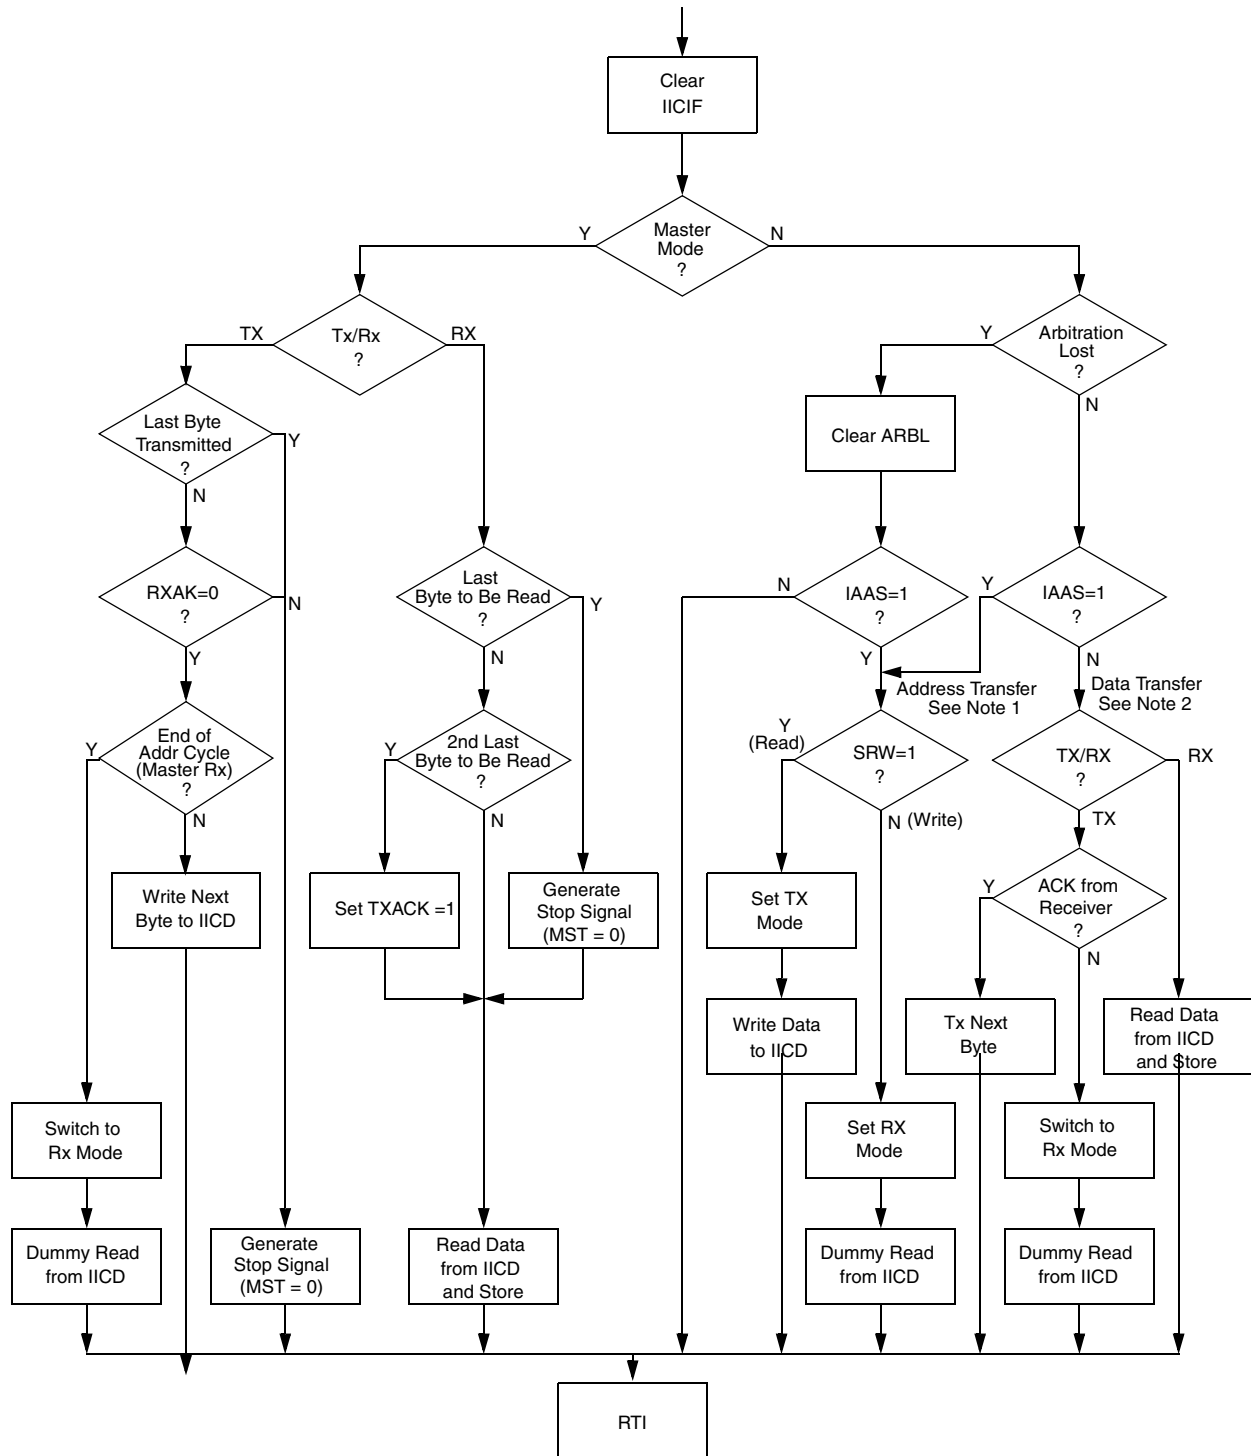 Clear
IICIF
Master
Mode
?
Y
N
Tx/Rx
?
TX
RX
Arbitration
Lost
?
Y
N
Last Byte
Transmitted
?
Y
N
Clear ARBL
RXAK=0
?
N
Y
Last
Byte to Be Read
?
Y
N
IAAS=1
?
N
Y
IAAS=1
?
Y
N
Address Transfer
See Note 1
Data Transfer
See Note 2
End of
Addr Cycle
(Master Rx)
?
Y
N
2nd Last
Byte to Be Read
?
Y
N
SRW=1
?
Y
(Read)
N (Write)
TX/RX
?
RX
TX
Write Next
Byte to IICD
Set TXACK =1
Generate
Stop Signal
(MST = 0)
Set TX
Mode
ACK from
Receiver
?
Y
N
Write Data
to IICD
Tx Next
Byte
Read Data
from IICD
and Store
Switch to
Rx Mode
Set RX
Mode
Switch to
Rx Mode
Dummy Read
from IICD
Generate
Stop Signal
(MST = 0)
Read Data
from IICD
and Store
Dummy Read
from IICD
Dummy Read
from IICD
RTI